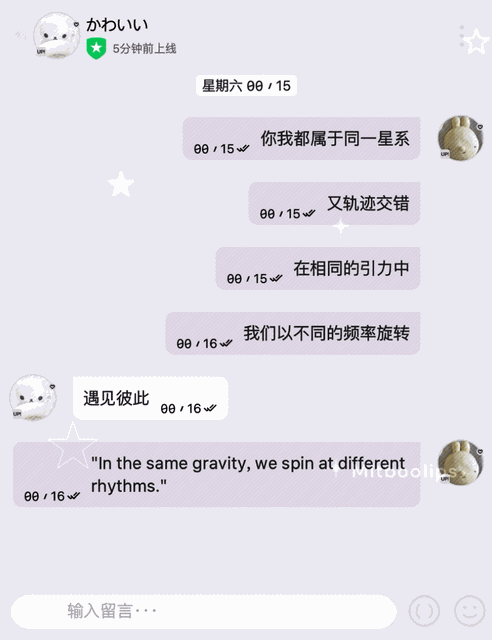 かわいい
5分钟前上线
星期六 00 / 15
你我都属于同一星系
00 / 15
又轨迹交错
00 / 15
在相同的引力中
00 / 15
我们以不同的频率旋转
00 / 16
遇见彼此
00 / 16
"In the same gravity, we spin at different
rhythms."
00 / 16
Mitboolips
输入留言···